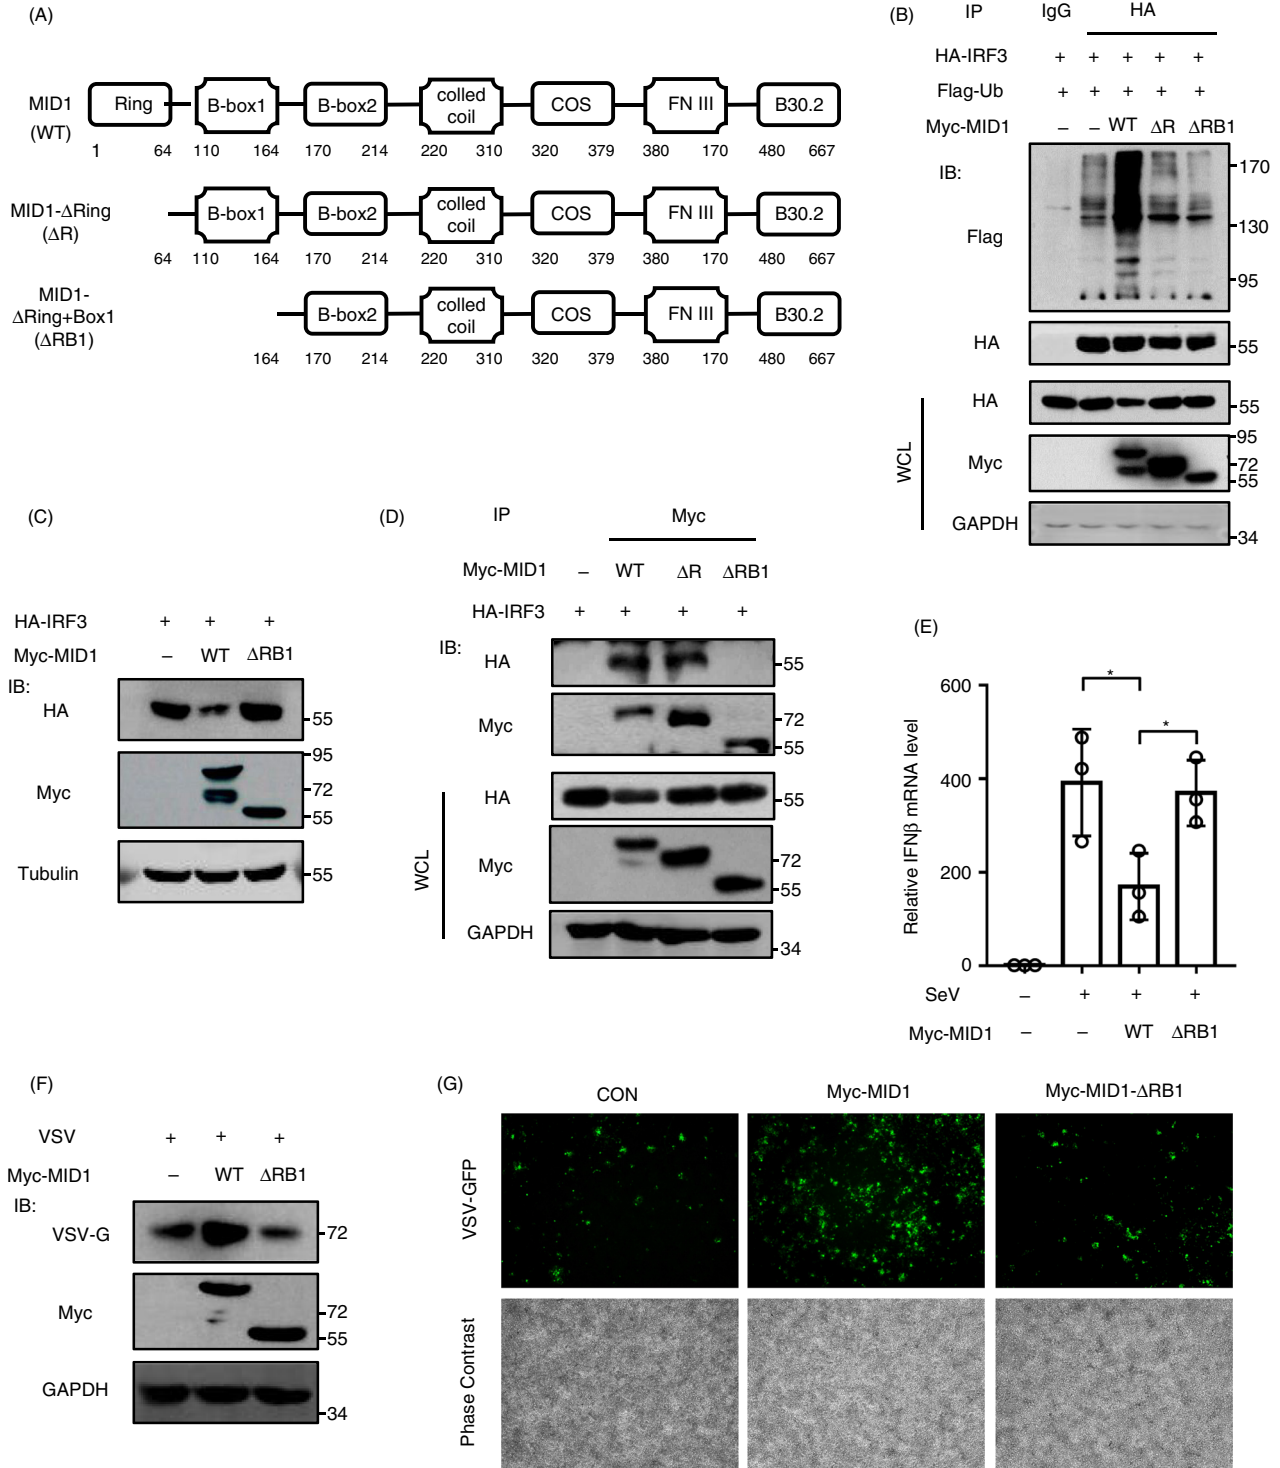 (A)
MID1
(WT)
Ring
B-box1
B-box2
colled
coil
COS
FN III
B30.2
1 64 110 164 170 214 220 310 320 379 380 170 480 667
MID1-ΔRing
(ΔR)
B-box1
B-box2
colled
coil
COS
FN III
B30.2
64 110 164 170 214 220 310 320 379 380 170 480 667
MID1-
ΔRing+Box1
(ΔRB1)
B-box2
colled
coil
COS
FN III
B30.2
164 170 214 220 310 320 379 380 170 480 667
(B)
IP IgG HA
HA-IRF3 + + + + +
Flag-Ub + + + + +
Myc-MID1 – – WT ΔR ΔRB1
IB:
Flag
170
130
95
HA 55
WCL
HA 55
Myc
95
72
55
GAPDH
34
(C)
HA-IRF3 + + +
Myc-MID1 – WT ΔRB1
IB:
HA 55
Myc
95
72
55
Tubulin 55
(D)
IP Myc
Myc-MID1 – WT ΔR ΔRB1
HA-IRF3 + + + +
IB:
HA 55
Myc
72
55
WCL
HA 55
Myc
72
55
GAPDH
34
(E)
Relative IFNβ mRNA level
600
400
200
0
* *
SeV – + + +
Myc-MID1 – – WT ΔRB1
(F)
VSV + + +
Myc-MID1 – WT ΔRB1
IB:
VSV-G 72
Myc
72
55
GAPDH
34
(G)
CON Myc-MID1 Myc-MID1-ΔRB1
VSV-GFP
Phase Contrast